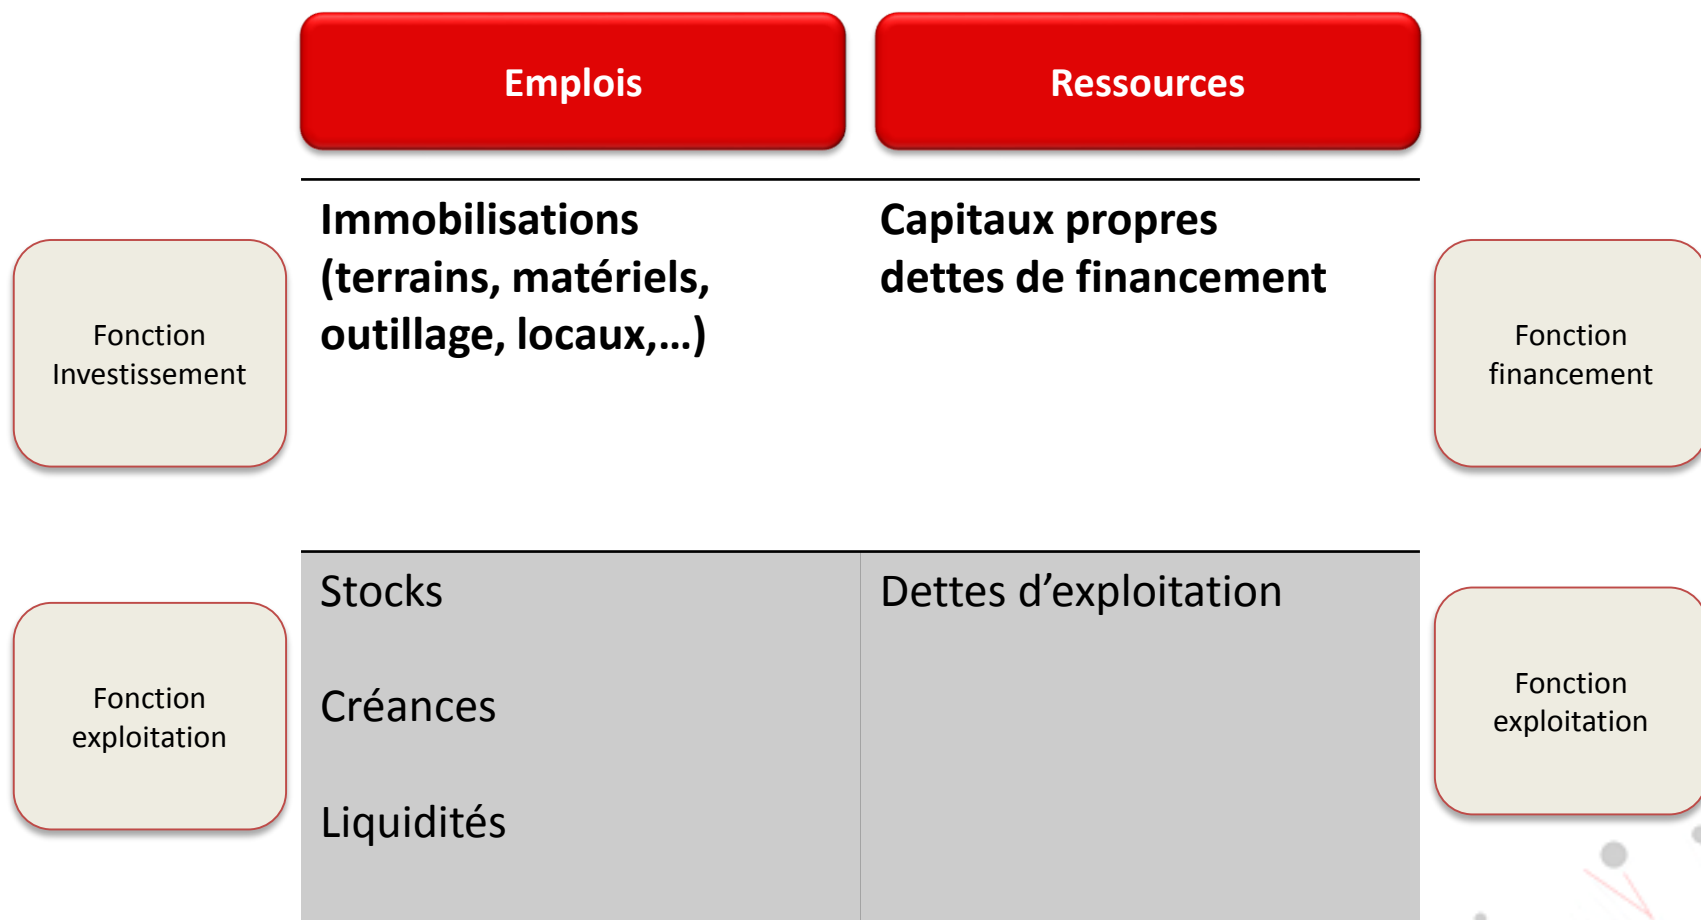 Emplois
Ressources
Fonction
Investissement
Immobilisations
(terrains, matériels,
outillage, locaux,…)
Capitaux propres
dettes de financement
Fonction
financement
Fonction
exploitation
Stocks
Créances
Liquidités
Dettes d’exploitation
Fonction
exploitation